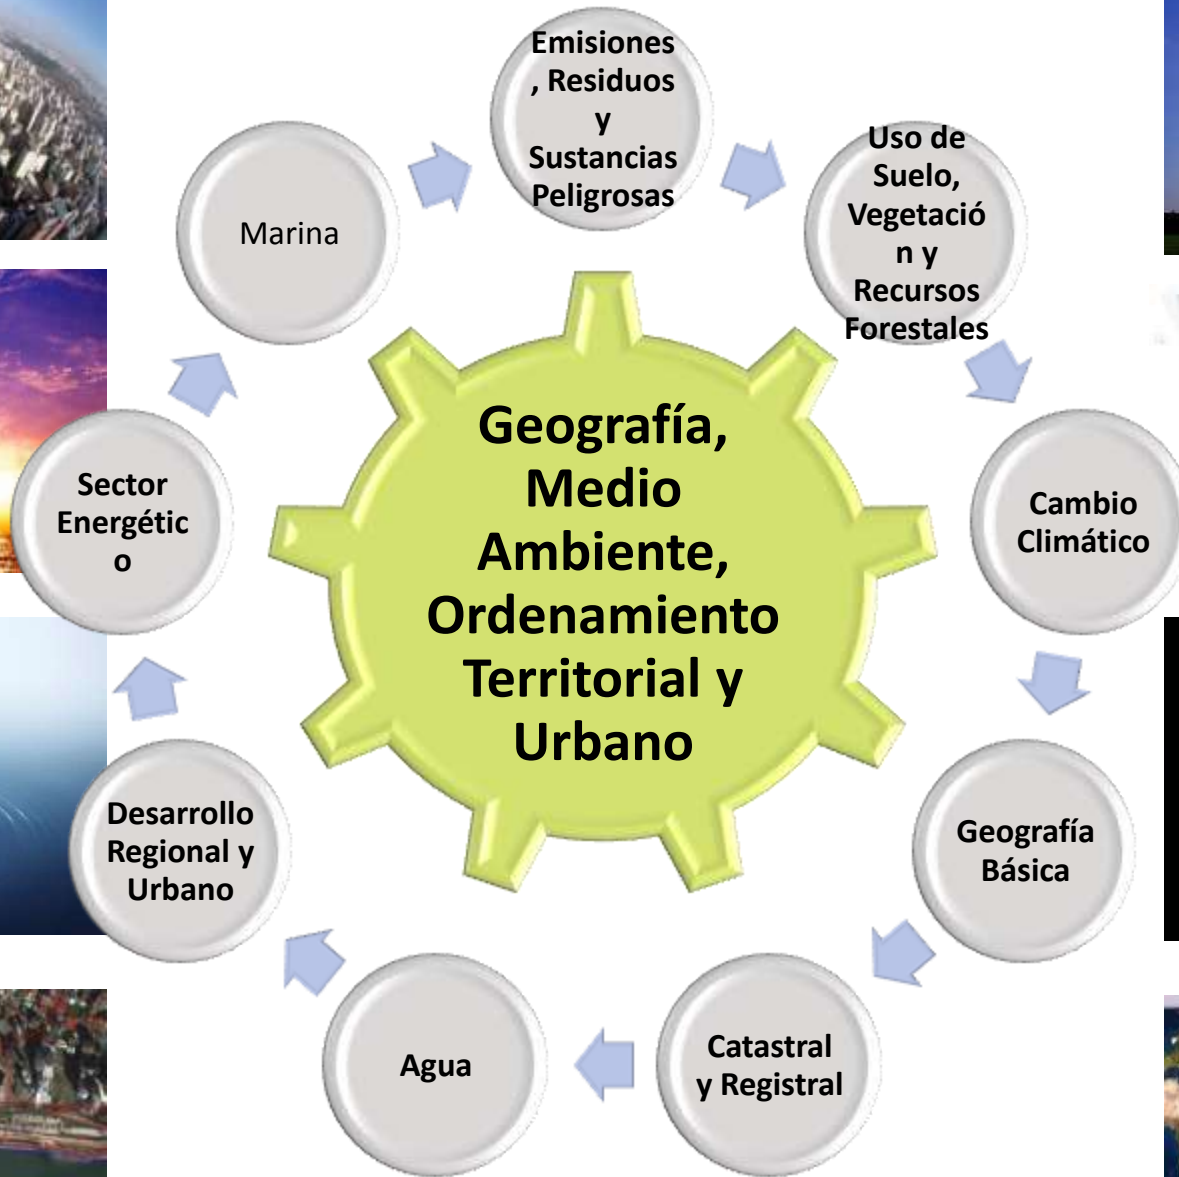 Emisiones
, Residuos
y
Sustancias
Peligrosas
Uso de
Suelo,
Vegetació
n y
Recursos
Forestales
Cambio
Climático
Geografía
Básica
Catastral
y Registral
Agua
Desarrollo
Regional y
Urbano
Sector
Energétic
o
Marina
Geografía,
Medio
Ambiente,
Ordenamiento
Territorial y
Urbano